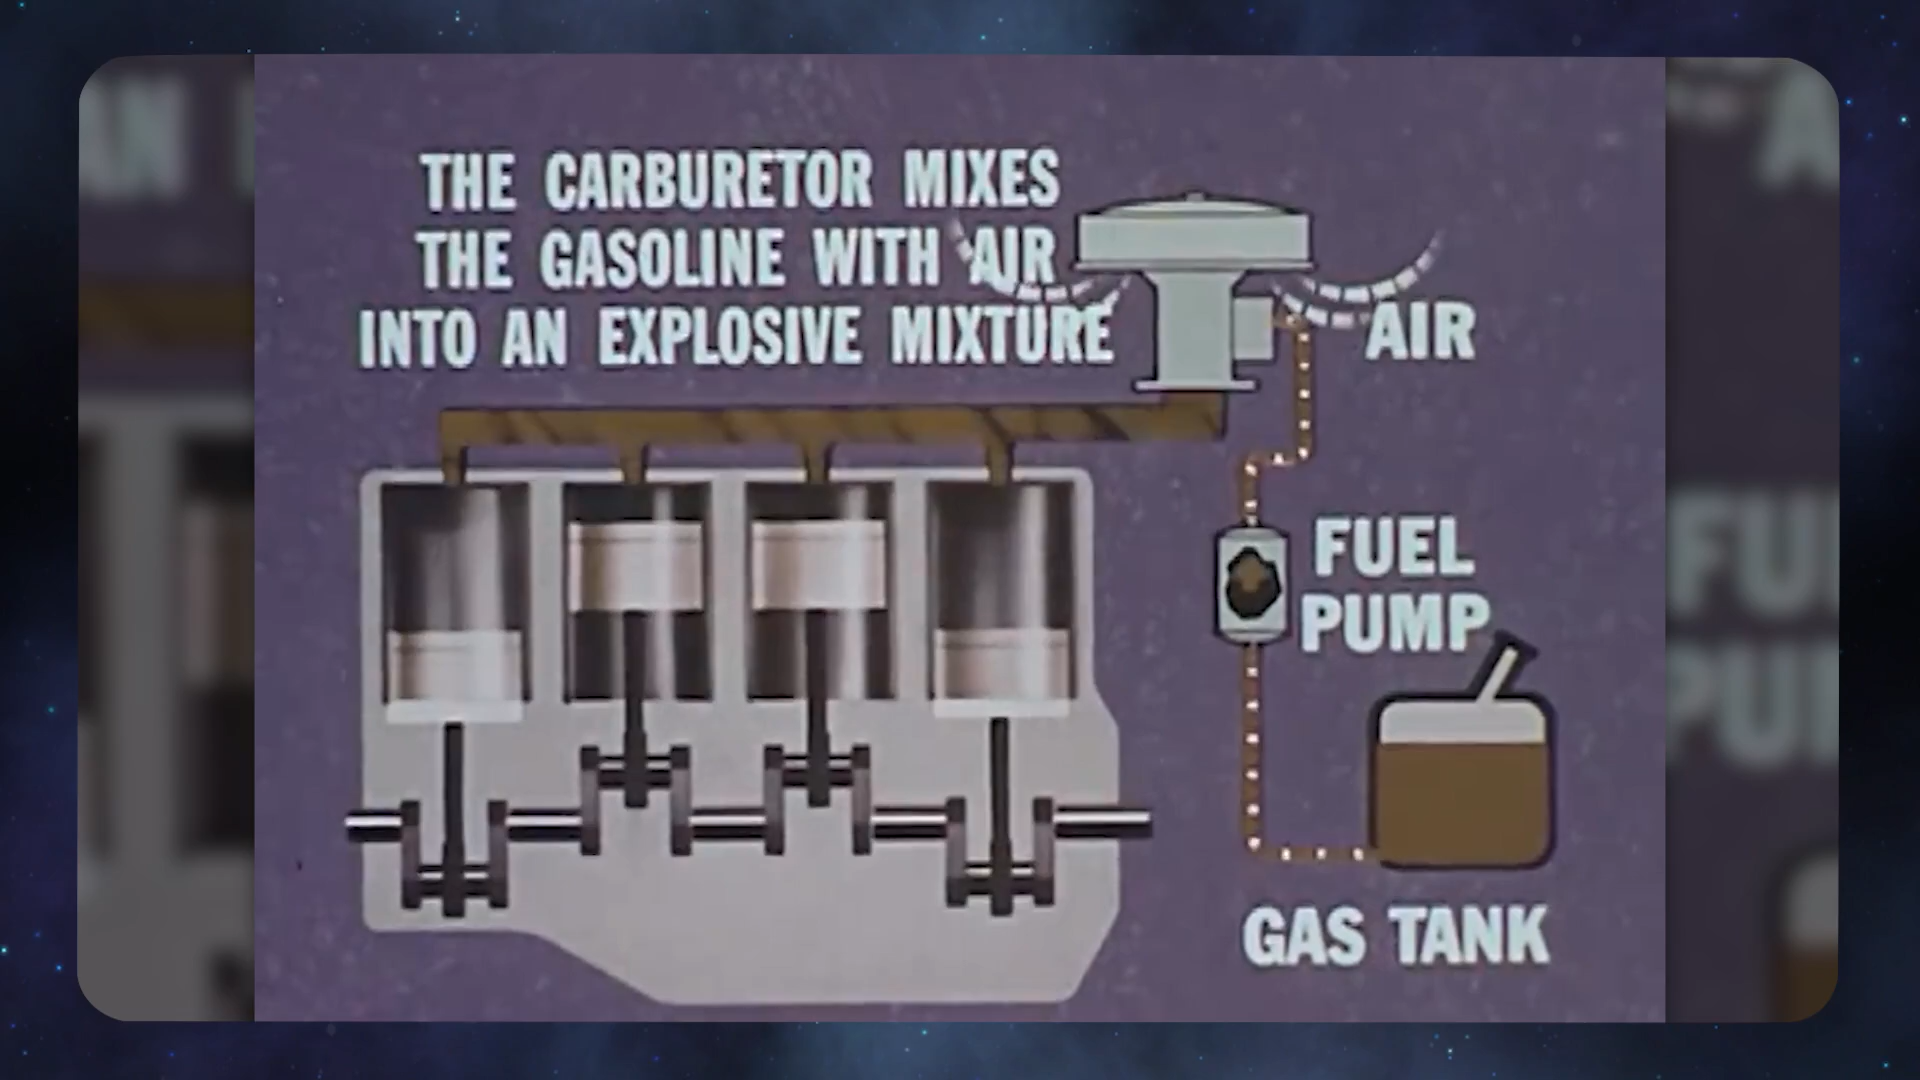 THE CARBURETOR MIXES
THE GASOLINE WITH AIR
INTO AN EXPLOSIVE MIXTURE
AIR
FUEL
PUMP
GAS TANK